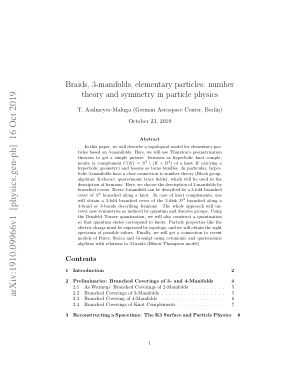 Braids, 3-manifolds, elementary particles: number
theory and symmetry in particle physics
T. Asselmeyer-Maluga (German Aerospace Center, Berlin)
October 23, 2019
Abstract
In this paper, we will describe a topological model for elementary par-
ticles based on 3-manifolds. Here, we will use Thurston's geometrization
theorem to get a simple picture: fermions as hyperbolic knot comple-
ments (a complement C(K) = S³ \ (K × D²) of a knot K carrying a
hyperbolic geometry) and bosons as torus bundles. In particular, hyper-
bolic 3-manifolds have a close connection to number theory (Bloch group,
algebraic K-theory, quaternionic trace fields), which will be used in the
description of fermions. Here, we choose the description of 3-manifolds by
branched covers. Every 3-manifold can be described by a 3-fold branched
cover of S³ branched along a knot. In case of knot complements, one
will obtain a 3-fold branched cover of the 3-disk D³ branched along a
3-braid or 3-braids describing fermions. The whole approach will un-
cover new symmetries as induced by quantum and discrete groups. Using
the Drinfeld–Turaev quantization, we will also construct a quantization
so that quantum states correspond to knots. Particle properties like the
electric charge must be expressed by topology, and we will obtain the right
spectrum of possible values. Finally, we will get a connection to recent
models of Furey, Stoica and Gresnigt using octonionic and quaternionic
algebras with relations to 3-braids (Bilson–Thompson model).
Contents
1 Introduction 2
2 Preliminaries: Branched Coverings of 3- and 4-Manifolds 4
2.1 As Warmup: Branched Coverings of 2-Manifolds . . . . . 5
2.2 Branched Coverings of 3-Manifolds . . . . . 5
2.3 Branched Covering of 4-Manifolds . . . . . 6
2.4 Branched Coverings of Knot Complements . . . . . 7
3 Reconstructing a Spacetime: The K3 Surface and Particle Physics 8
1
arXiv:1910.09966v1 [physics.gen-ph] 16 Oct 2019